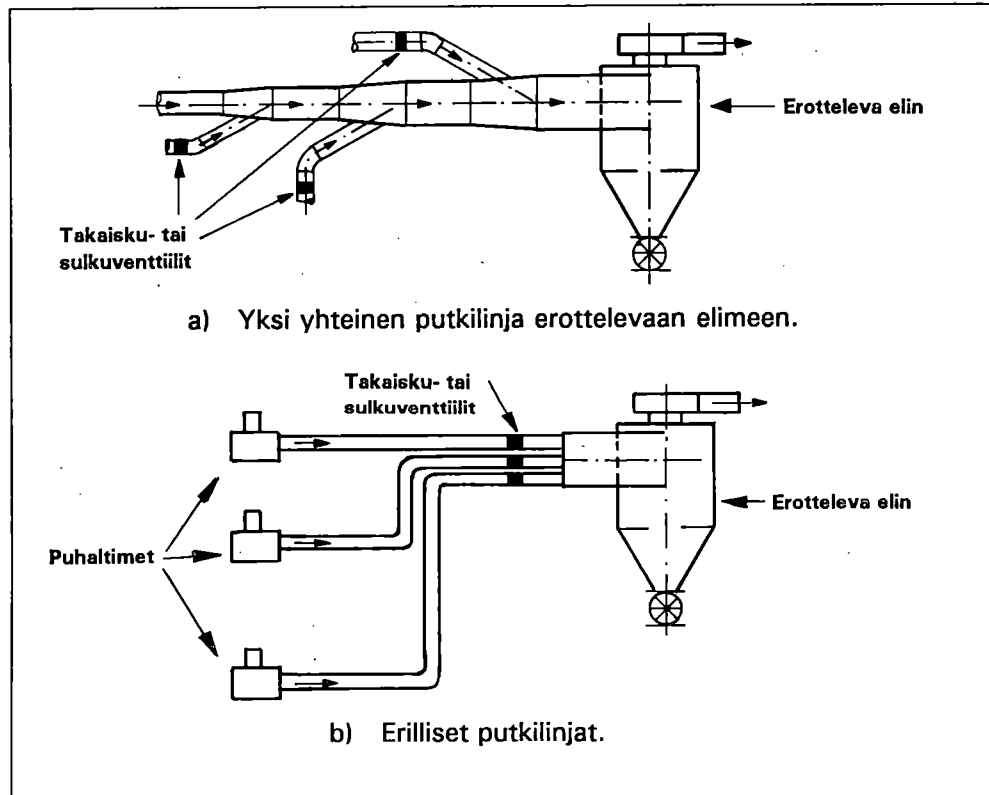 Erotteleva elin
Takaisku- tai
sulkuventtiilit
a) Yksi yhteinen putkilinja erottelevaan elimeen.
Takaisku- tai
sulkuventtiilit
Erotteleva elin
Puhaltimet
b) Erilliset putkilinjat.